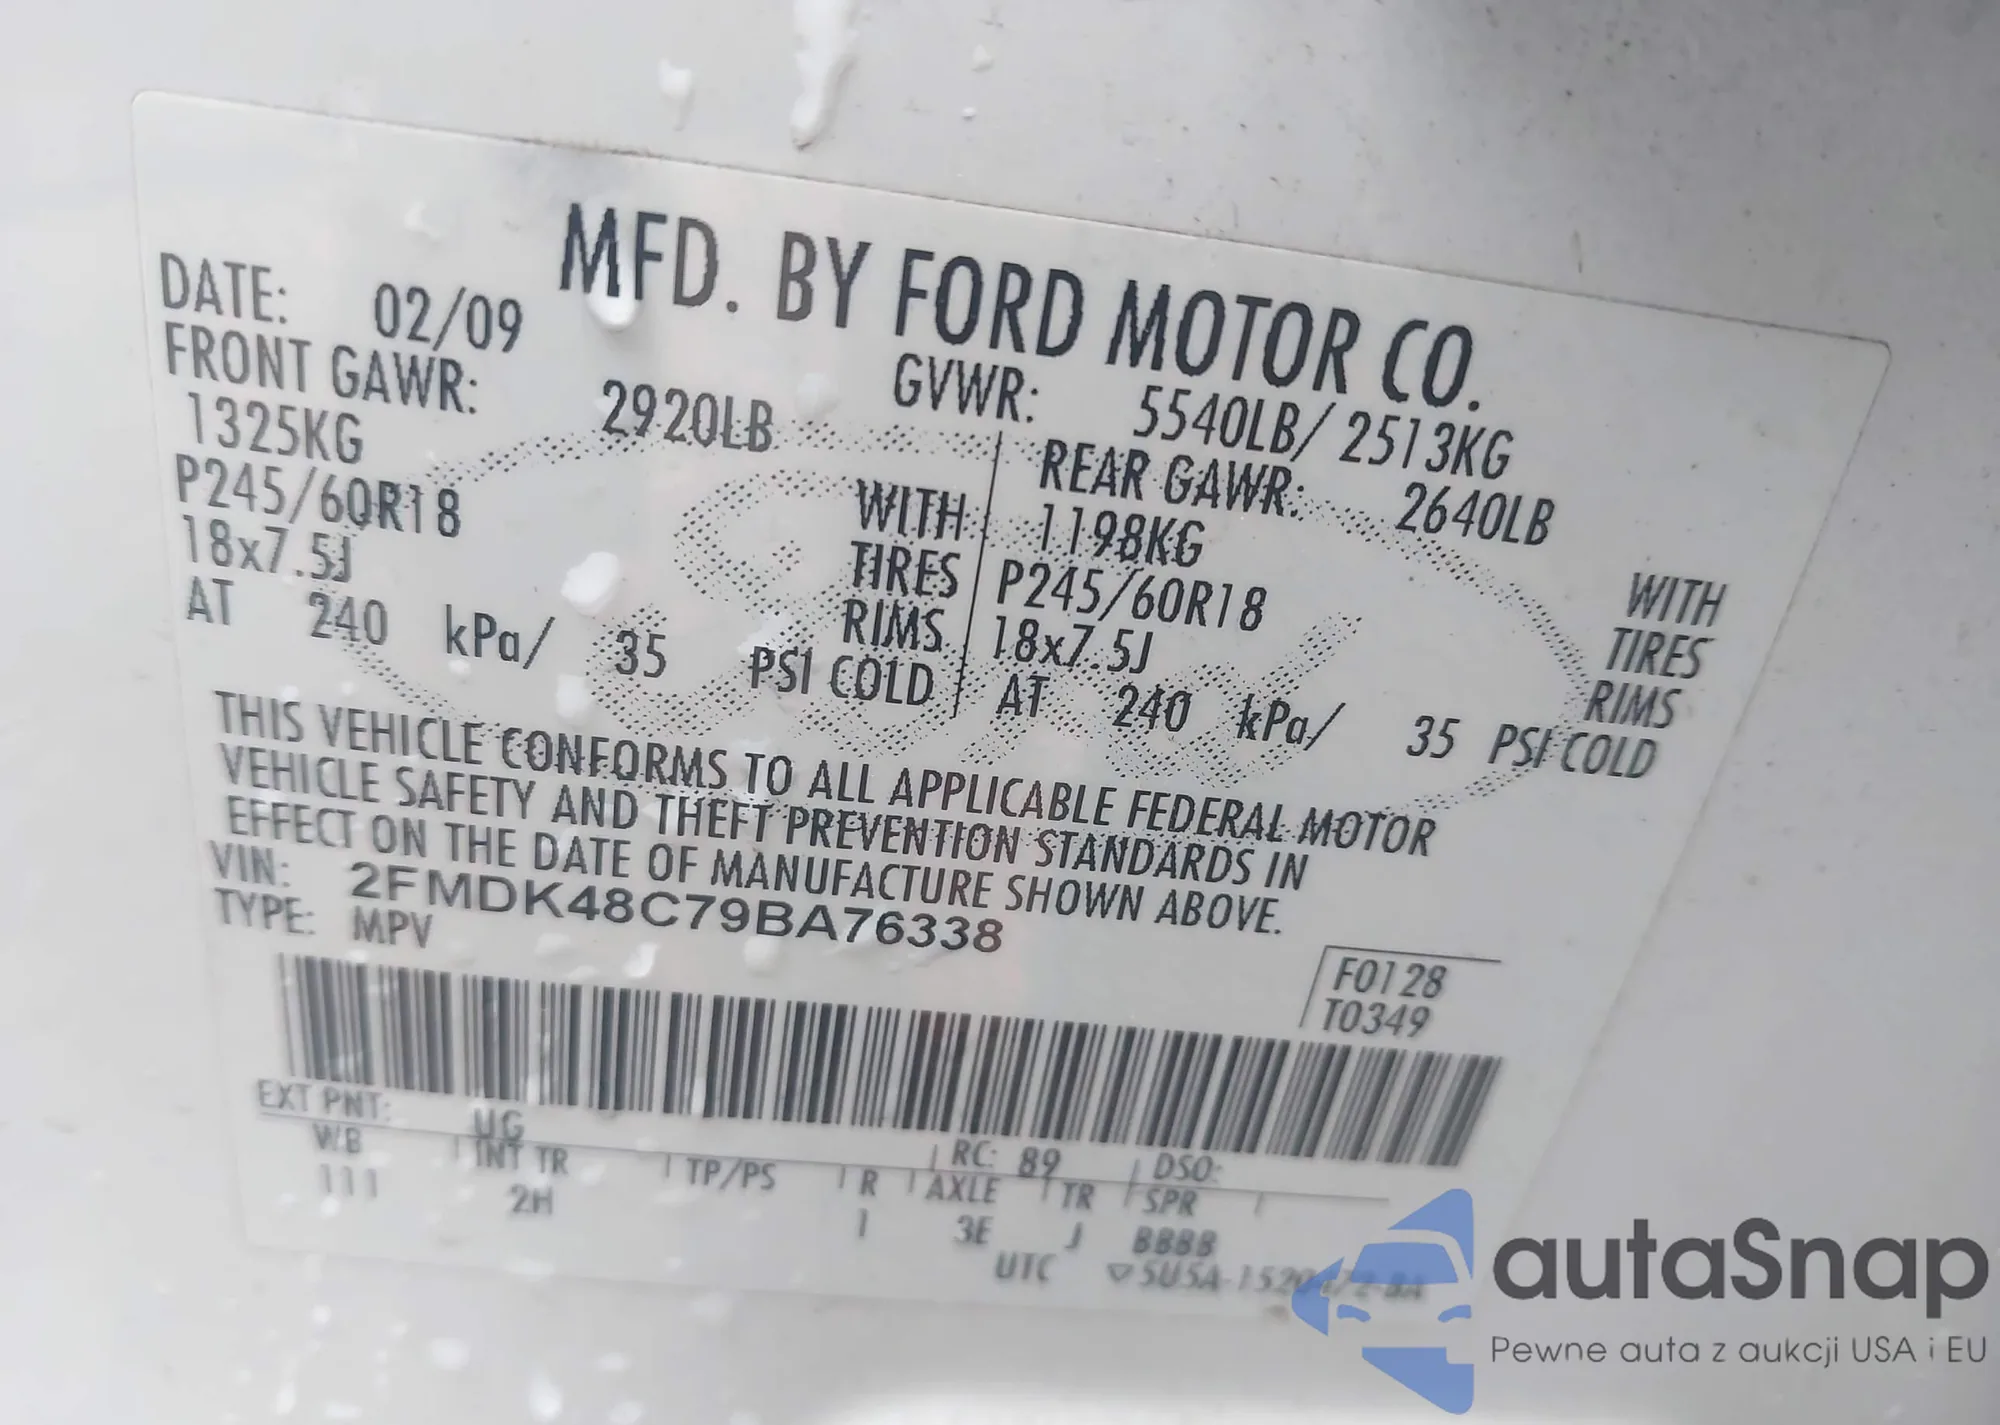 MFD. BY FORD MOTOR CO.
DATE: 02/09 GVWR: 5540LB/ 2513KG
FRONT GAWR: 2920LB REAR GAWR: 2640LB
1325KG WITH 1198KG WITH
P245/60R18 TIRES P245/60R18 TIRES
18x7.5J RIMS 18x7.5J RIMS
AT 240 kPa/ 35 PSI COLD AT 240 kPa/ 35 PSI COLD
THIS VEHICLE CONFORMS TO ALL APPLICABLE FEDERAL MOTOR
VEHICLE SAFETY AND THEFT PREVENTION STANDARDS IN
EFFECT ON THE DATE OF MANUFACTURE SHOWN ABOVE.
VIN: 2FMDK48C79BA76338
TYPE: MPV
F0128
T0349
EXT PNT: UG RC: 89 DSO:
WB INT TR TP/PS R AXLE TR SPR
111 2H 1 3E J BBBB
UTC
autaSnap
Pewne auta z aukcji USA i EU